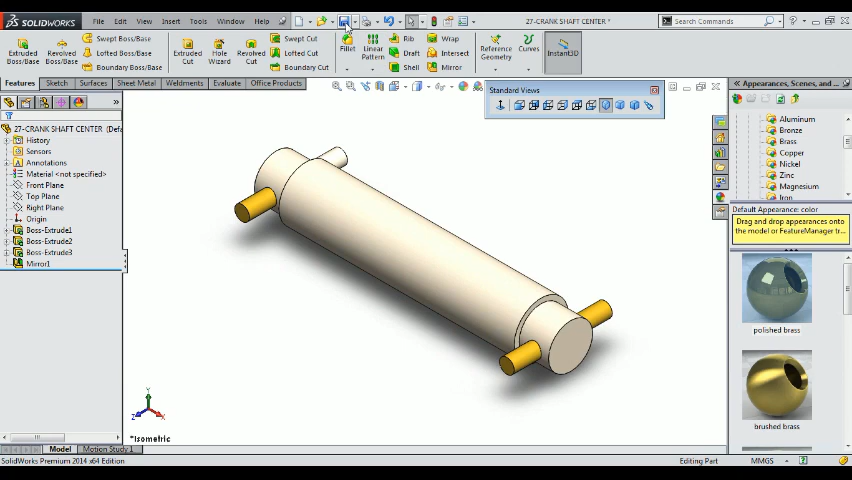 SOLIDWORKS File Edit View Insert Tools Window Help 27-CRANK SHAFT CENTER * Search Commands
Extruded Boss/Base
Revolved Boss/Base
Swept Boss/Base
Lofted Boss/Base
Boundary Boss/Base
Extruded Cut
Hole Wizard
Revolved Cut
Swept Cut
Lofted Cut
Boundary Cut
Fillet
Linear Pattern
Rib
Draft
Shell
Wrap
Intersect
Mirror
Reference Geometry
Curves
Instant3D
Features Sketch Surfaces Sheet Metal Weldments Evaluate Office Products
Standard Views
Appearances, Scenes, and...
27-CRANK SHAFT CENTER (Defa
History
Sensors
Annotations
Material <not specified>
Front Plane
Top Plane
Right Plane
Origin
Boss-Extrude1
Boss-Extrude2
Boss-Extrude3
Mirror1
Aluminum
Bronze
Brass
Copper
Nickel
Zinc
Magnesium
Iron
Default Appearance: color
Drag and drop appearances onto
the model or FeatureManager tr...
polished brass
brushed brass
Y
Z
X
*Isometric
Model Motion Study 1
SolidWorks Premium 2014 x64 Edition Editing Part MMGS